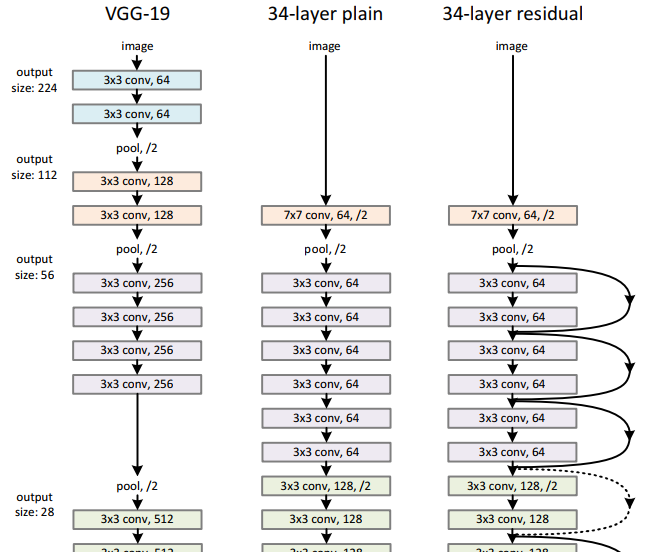 VGG-19 34-layer plain 34-layer residual
image image image
output
size: 224
3x3 conv, 64
3x3 conv, 64
pool, /2
output
size: 112
3x3 conv, 128
3x3 conv, 128 7x7 conv, 64, /2 7x7 conv, 64, /2
pool, /2 pool, /2 pool, /2
output
size: 56
3x3 conv, 256 3x3 conv, 64 3x3 conv, 64
3x3 conv, 256 3x3 conv, 64 3x3 conv, 64
3x3 conv, 256 3x3 conv, 64 3x3 conv, 64
3x3 conv, 256 3x3 conv, 64 3x3 conv, 64
3x3 conv, 64 3x3 conv, 64
3x3 conv, 64 3x3 conv, 64
pool, /2 3x3 conv, 128, /2 3x3 conv, 128, /2
output
size: 28
3x3 conv, 512 3x3 conv, 128 3x3 conv, 128